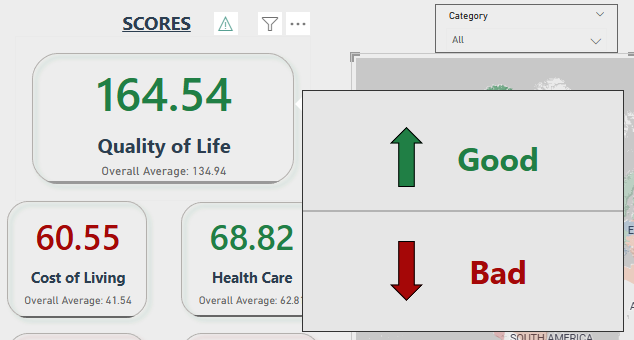 SCORES
Category
All
164.54
Quality of Life
Overall Average: 134.94
Good
60.55
Cost of Living
Overall Average: 41.54
68.82
Health Care
Overall Average: 62.8
Bad
SOUTH AMERICA